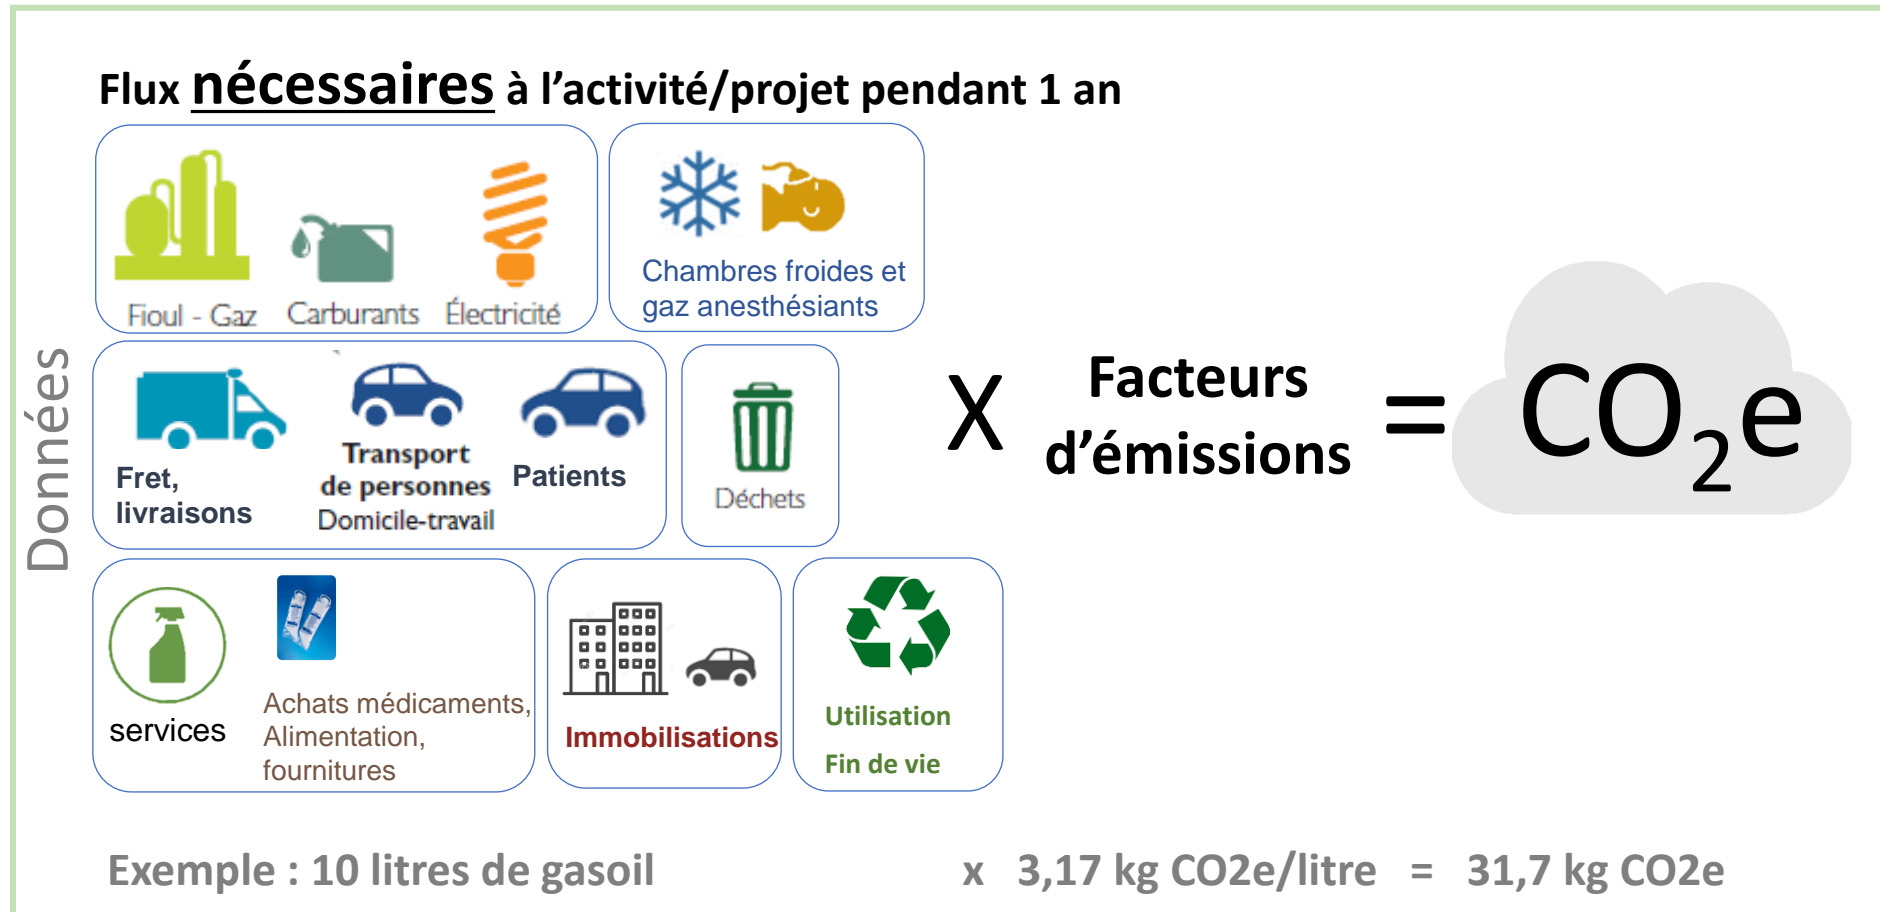 Flux nécessaires à l’activité/projet pendant 1 an
Données
Fioul - Gaz
Carburants
Électricité
Chambres froides et
gaz anesthésiants
Fret,
livraisons
Transport
de personnes
Domicile-travail
Patients
Déchets
services
Achats médicaments,
Alimentation,
fournitures
Immobilisations
Utilisation
Fin de vie
X
Facteurs
d’émissions
=
CO₂e
Exemple : 10 litres de gasoil x 3,17 kg CO2e/litre = 31,7 kg CO2e